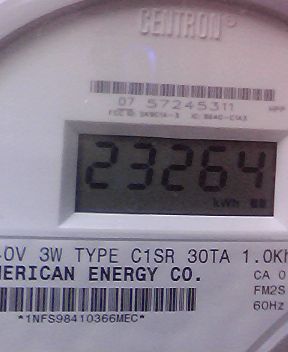 CENTRON®
07 57245311
23264
kWh
0V 3W TYPE C1SR 30TA 1.0Kh
MERICAN ENERGY CO.
CA 0
FM2S
60Hz
*1NFS98410366MEC*